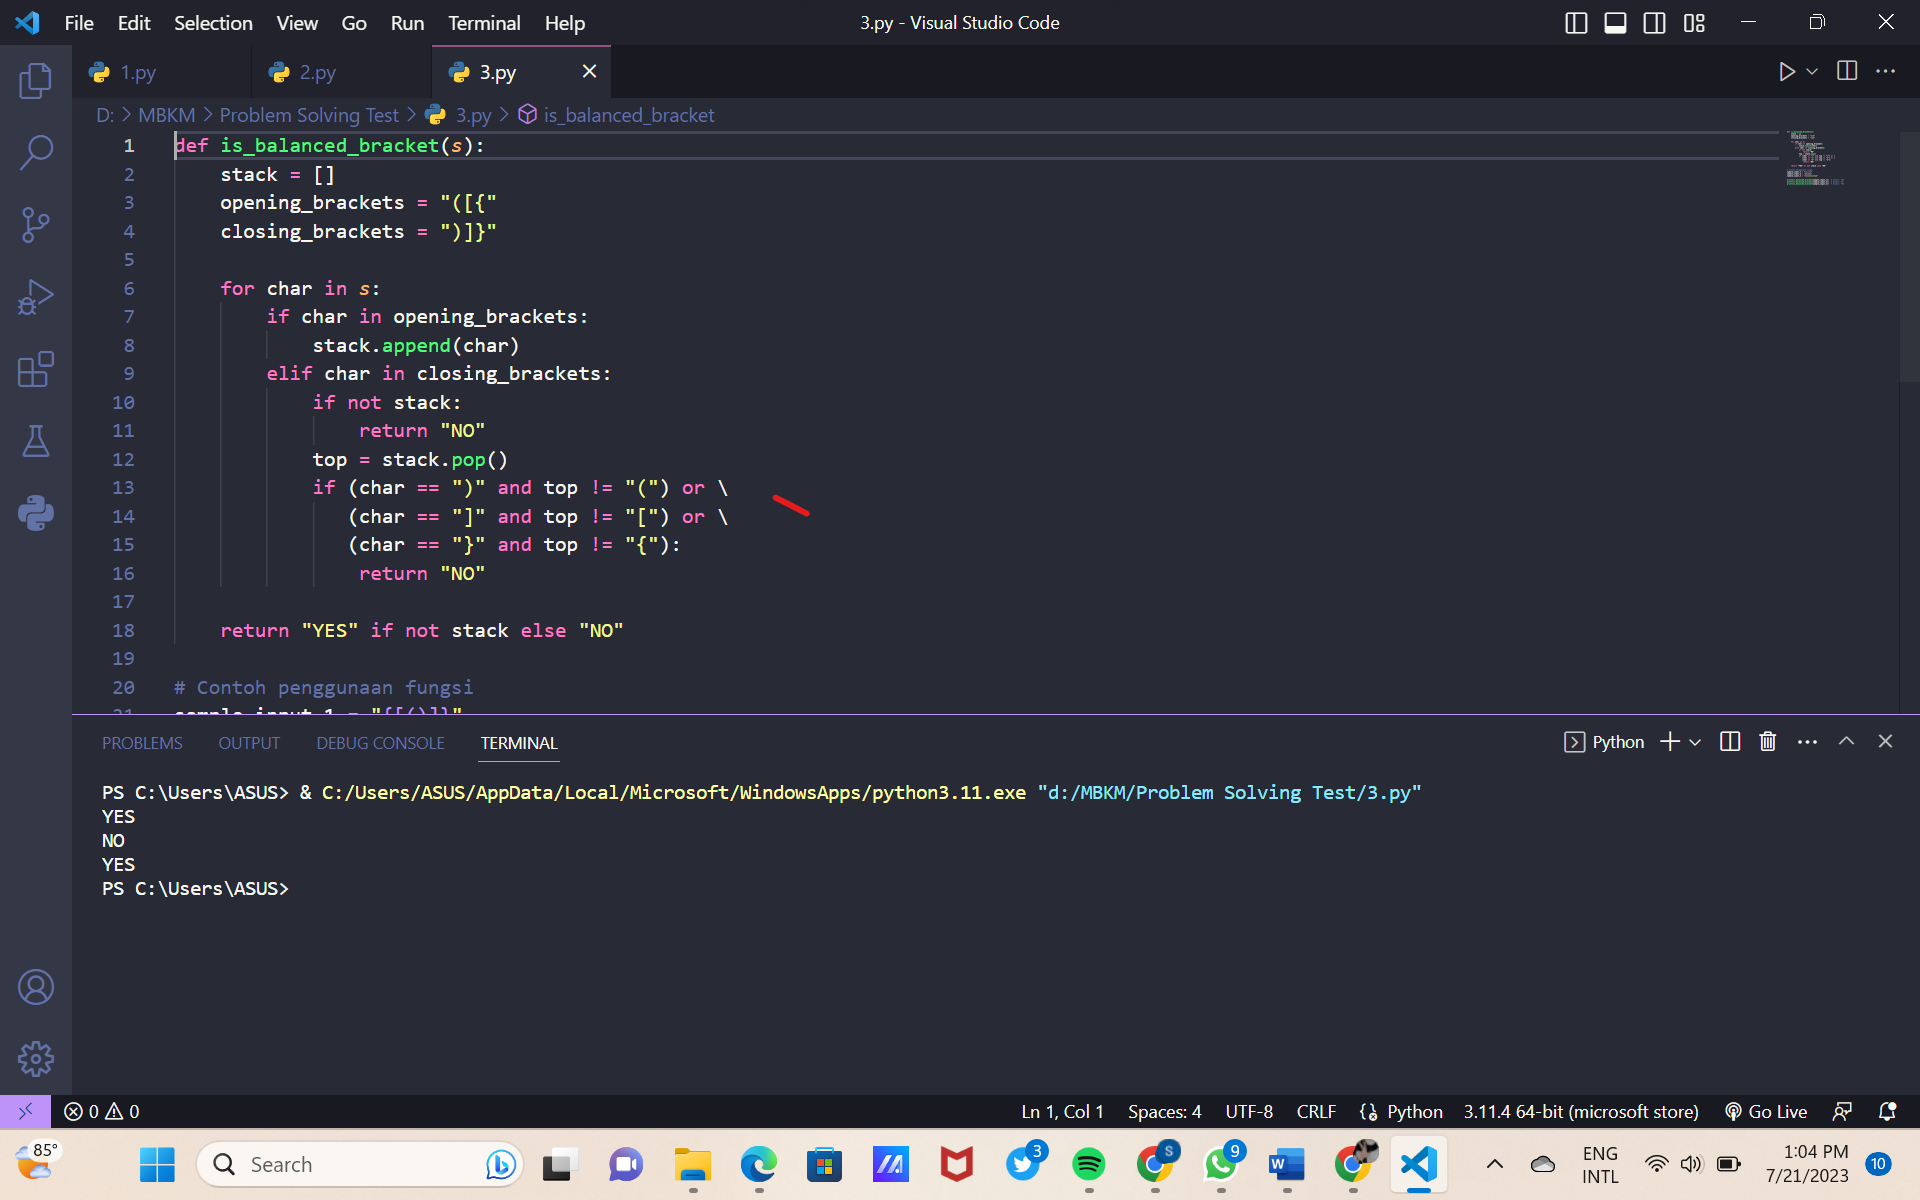 File Edit Selection View Go Run Terminal Help
3.py - Visual Studio Code
1.py
2.py
3.py
D: > MBKM > Problem Solving Test > 3.py > is_balanced_bracket
1 def is_balanced_bracket(s):
2     stack = []
3     opening_brackets = "([{"
4     closing_brackets = ")]}"
5
6     for char in s:
7         if char in opening_brackets:
8             stack.append(char)
9         elif char in closing_brackets:
10             if not stack:
11                 return "NO"
12             top = stack.pop()
13             if (char == ")" and top != "(") or \
14                (char == "]" and top != "[") or \
15                (char == "}" and top != "{"):
16                 return "NO"
17
18     return "YES" if not stack else "NO"
19
20 # Contoh penggunaan fungsi
21 sample_input_1 = "{[()]}"
PROBLEMS OUTPUT DEBUG CONSOLE TERMINAL
Python
PS C:\Users\ASUS> & C:/Users/ASUS/AppData/Local/Microsoft/WindowsApps/python3.11.exe "d:/MBKM/Problem Solving Test/3.py"
YES
NO
YES
PS C:\Users\ASUS>
0 0
Ln 1, Col 1 Spaces: 4 UTF-8 CRLF Python 3.11.4 64-bit (microsoft store) Go Live
85°
Search
3
S
9
W
ENG
INTL
1:04 PM
7/21/2023
10